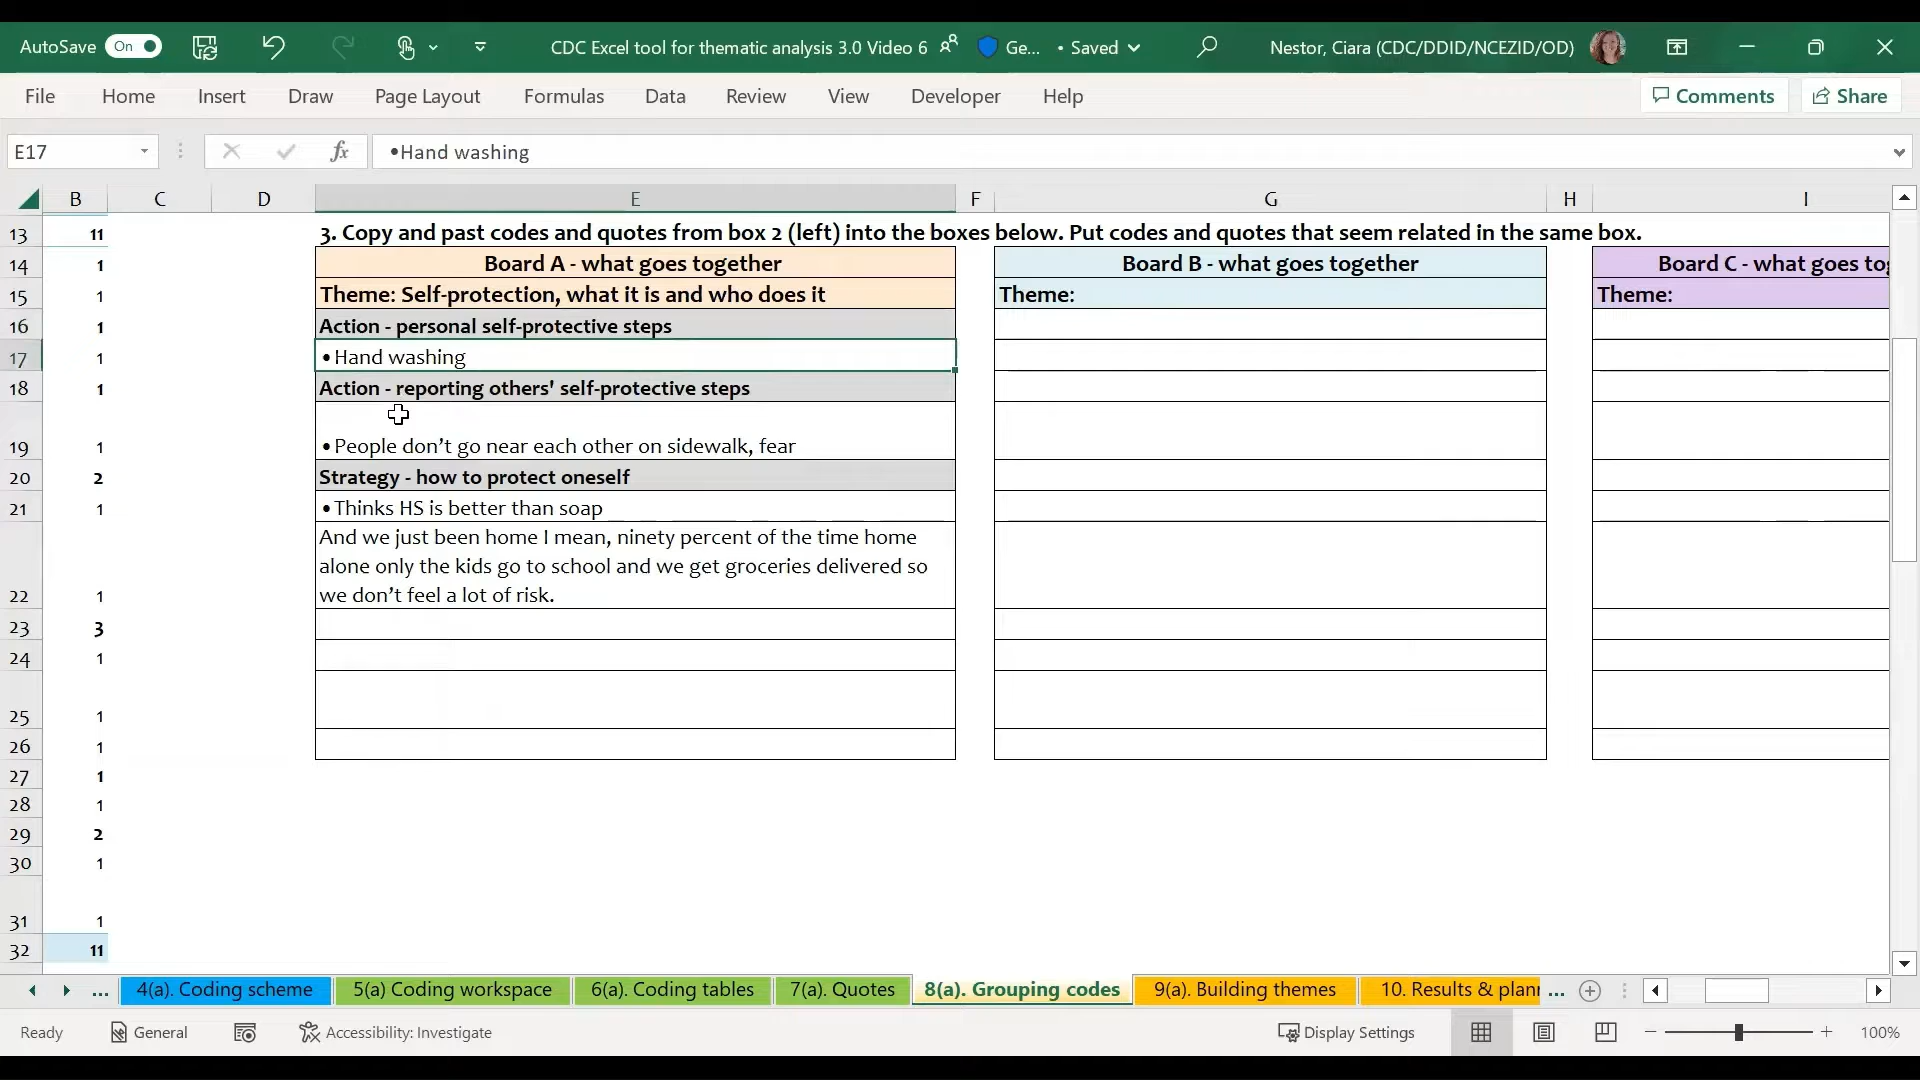 AutoSave On CDC Excel tool for thematic analysis 3.0 Video 6 Ge... • Saved Nestor, Ciara (CDC/DDID/NCEZID/OD)
File Home Insert Draw Page Layout Formulas Data Review View Developer Help Comments Share
E17 fx •Hand washing
B C D E F G H I
13 11 3. Copy and past codes and quotes from box 2 (left) into the boxes below. Put codes and quotes that seem related in the same box.
14 1 Board A - what goes together Board B - what goes together Board C - what goes tog
15 1 Theme: Self-protection, what it is and who does it Theme: Theme:
16 1 Action - personal self-protective steps
17 1 •Hand washing
18 1 Action - reporting others' self-protective steps
19 1 •People don’t go near each other on sidewalk, fear
20 2 Strategy - how to protect oneself
21 1 •Thinks HS is better than soap
And we just been home I mean, ninety percent of the time home
alone only the kids go to school and we get groceries delivered so
22 1 we don’t feel a lot of risk.
23 3
24 1
25 1
26 1
27 1
28 1
29 2
30 1
31 1
32 11
... 4(a). Coding scheme 5(a) Coding workspace 6(a). Coding tables 7(a). Quotes 8(a). Grouping codes 9(a). Building themes 10. Results & plann ...
Ready General Accessibility: Investigate Display Settings 100%